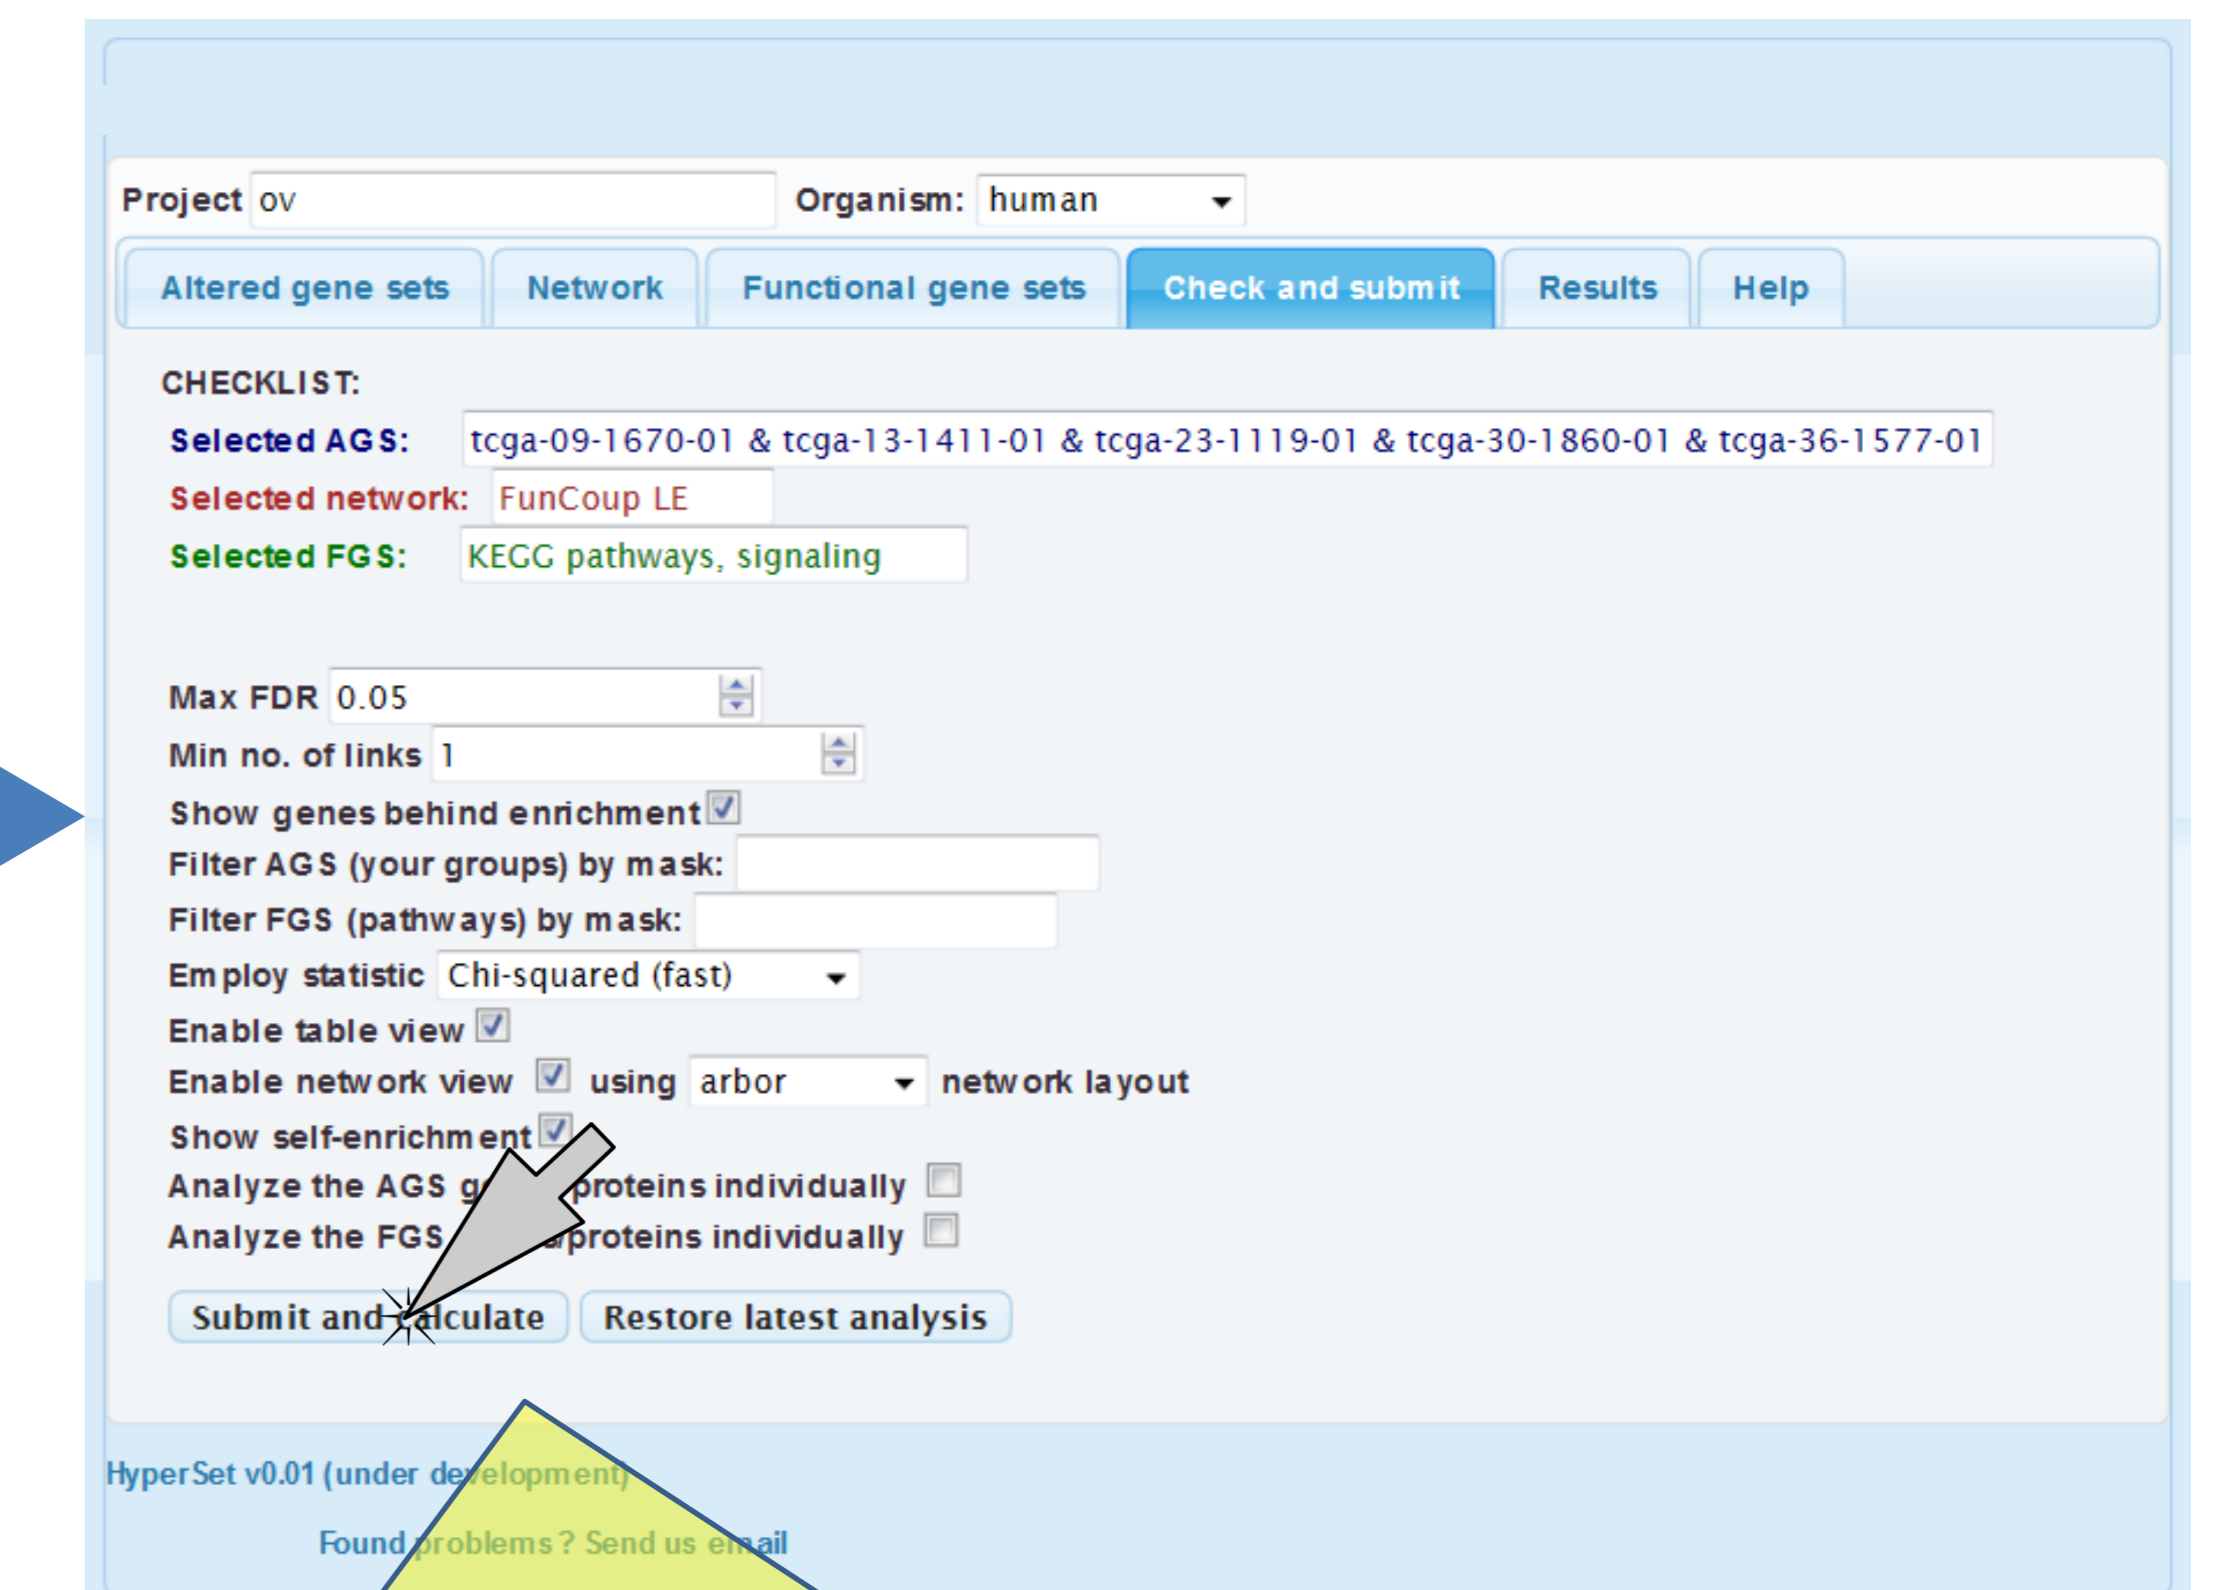 Project ov Organism: human
Altered gene sets Network Functional gene sets Check and submit Results Help
CHECKLIST:
Selected AGS: tcga-09-1670-01 & tcga-13-1411-01 & tcga-23-1119-01 & tcga-30-1860-01 & tcga-36-1577-01
Selected network: FunCoup LE
Selected FGS: KEGG pathways, signaling
Max FDR 0.05
Min no. of links 1
Show genes behind enrichment
Filter AGS (your groups) by mask:
Filter FGS (pathways) by mask:
Employ statistic Chi-squared (fast)
Enable table view
Enable network view using arbor network layout
Show self-enrichment
Analyze the AGS proteins individually
Analyze the FGS /proteins individually
Submit and calculate Restore latest analysis
HyperSet v0.01 (under development)
Found problems? Send us email